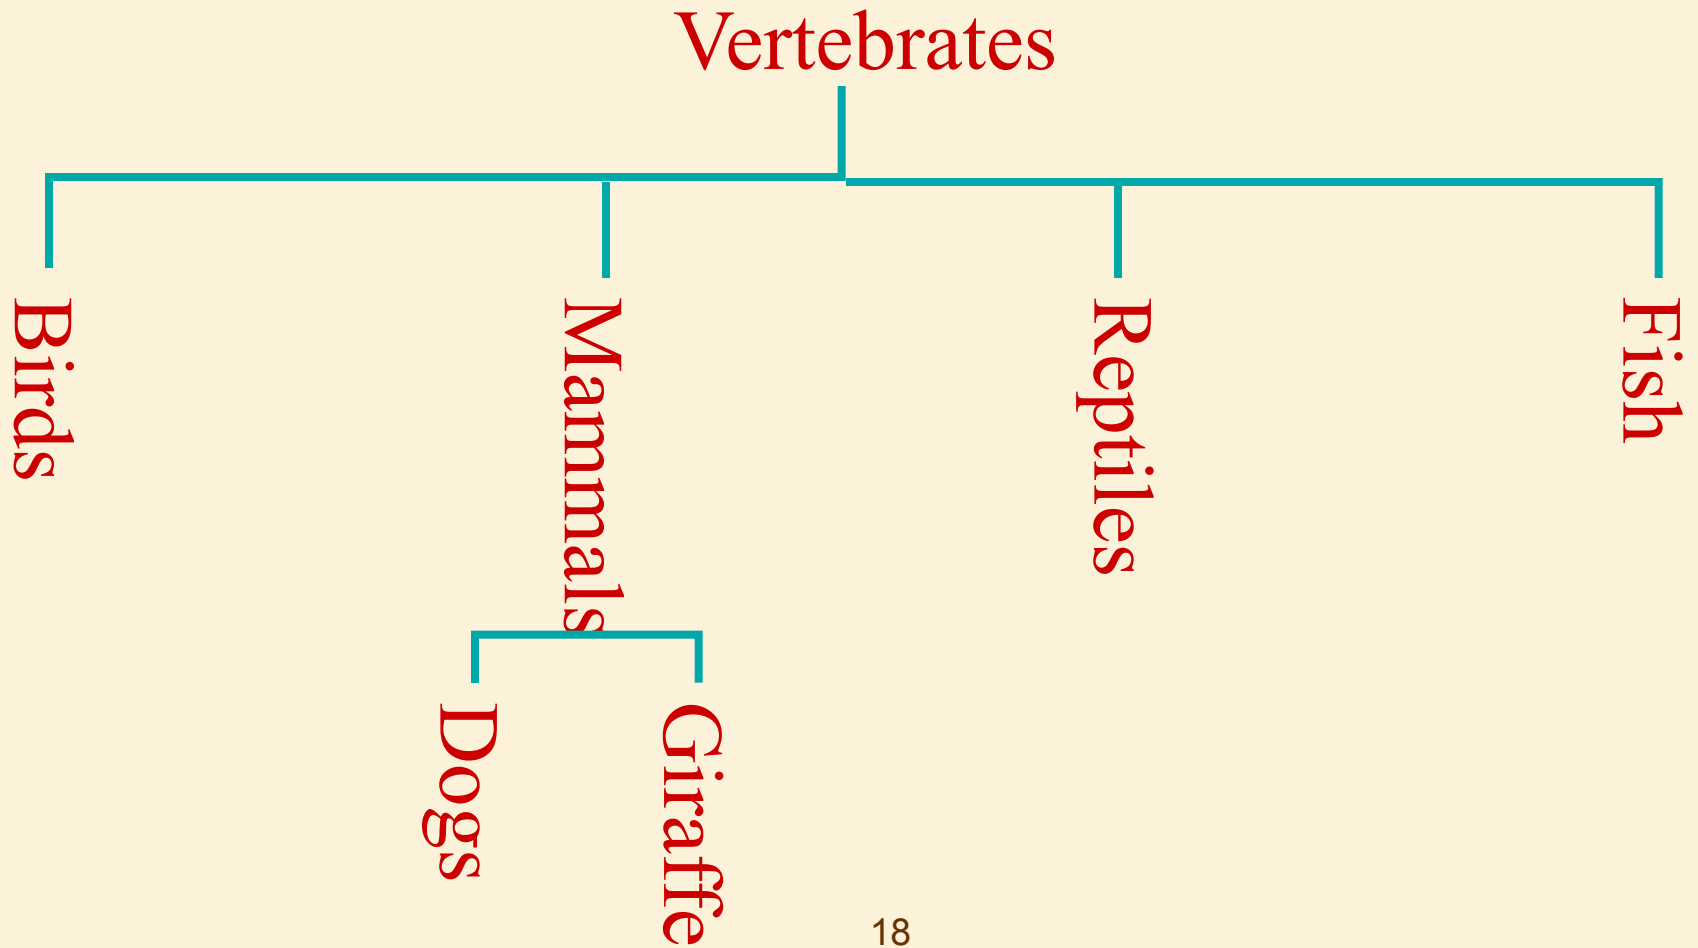 Vertebrates
Birds
Mammals
Reptiles
Fish
Dogs
Giraffe
18